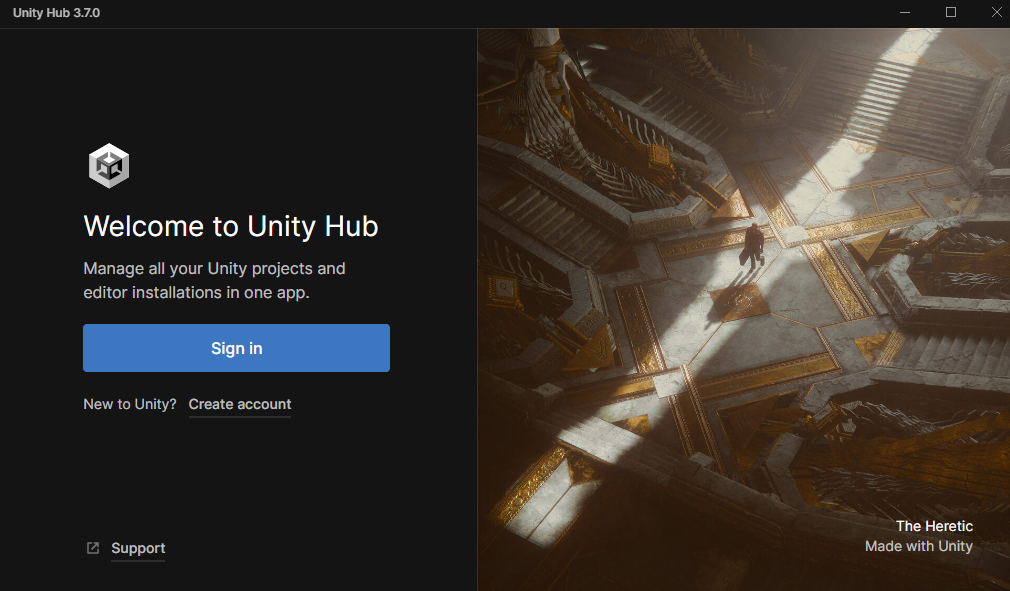 Unity Hub 3.7.0
Welcome to Unity Hub
Manage all your Unity projects and
editor installations in one app.
Sign in
New to Unity? Create account
Support
The Heretic
Made with Unity